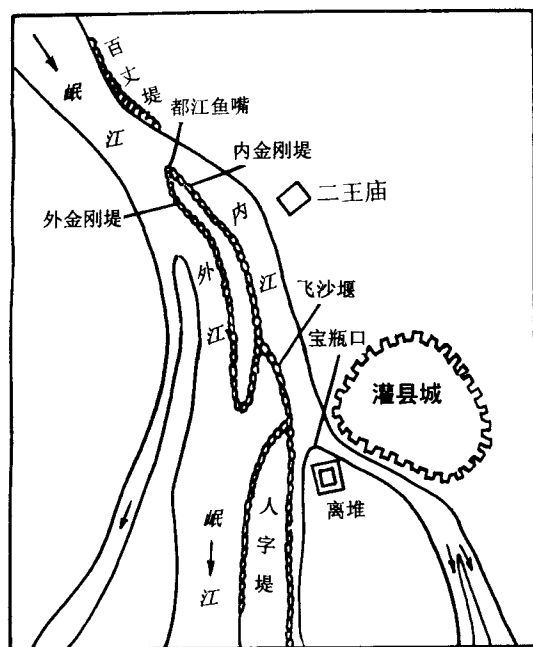 百丈堤
岷江
都江鱼嘴
内金刚堤
二王庙
外金刚堤
内江
外江
飞沙堰
宝瓶口
灌县城
离堆
人字堤
岷江